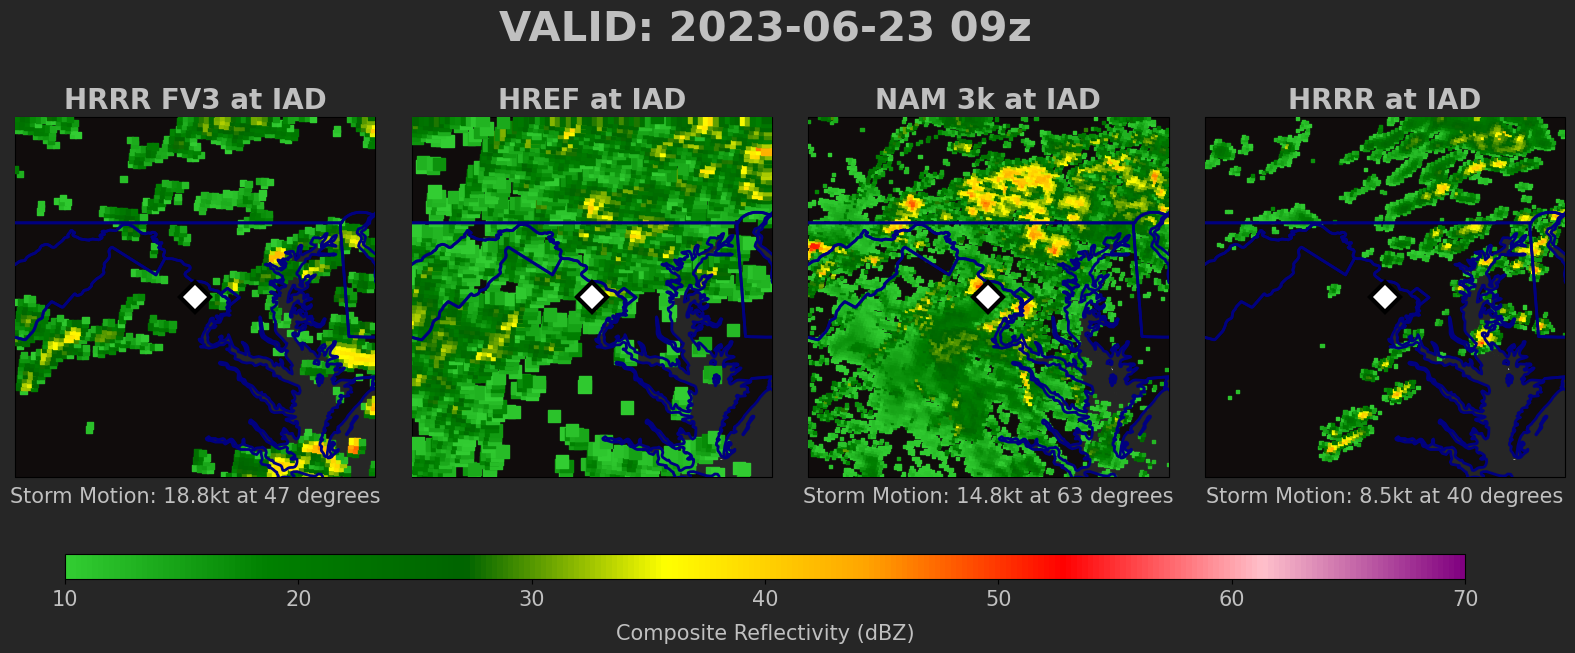 VALID: 2023-06-23 09z
HRRR FV3 at IAD
HREF at IAD
NAM 3k at IAD
HRRR at IAD
Storm Motion: 18.8kt at 47 degrees
Storm Motion: 14.8kt at 63 degrees
Storm Motion: 8.5kt at 40 degrees
10 20 30 40 50 60 70
Composite Reflectivity (dBZ)